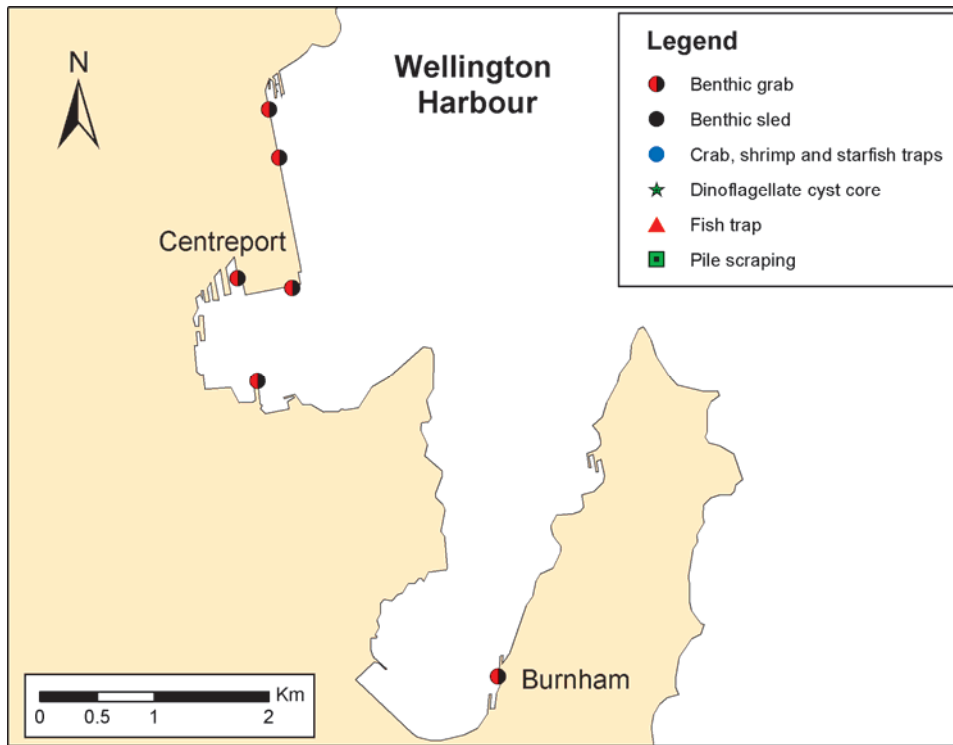 N
Wellington
Harbour
Legend
Benthic grab
Benthic sled
Crab, shrimp and starfish traps
Dinoflagellate cyst core
Fish trap
Pile scraping
Centreport
Burnham
Km
0 0.5 1 2